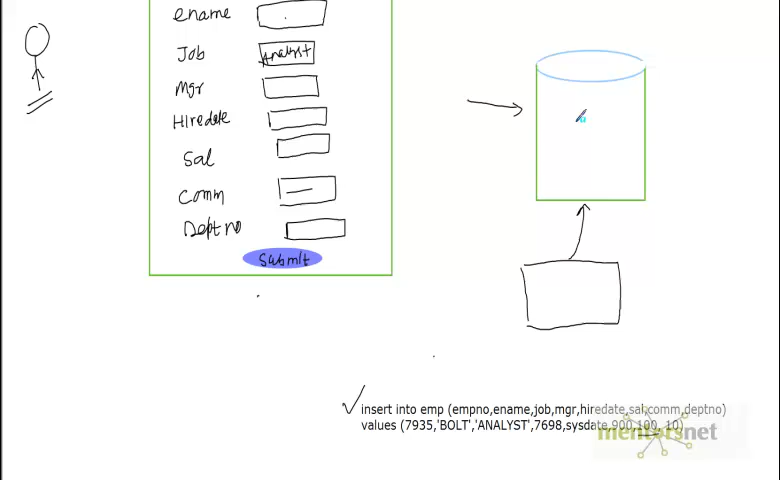 ename
Job Analyst
Mgr
Hiredate
Sal
Comm
Deptno
Submit
insert into emp (empno,ename,job,mgr,hiredate,sal,comm,deptno)
values (7935,'BOLT','ANALYST',7698,sysdate,900,100, 10)
mentorsnet